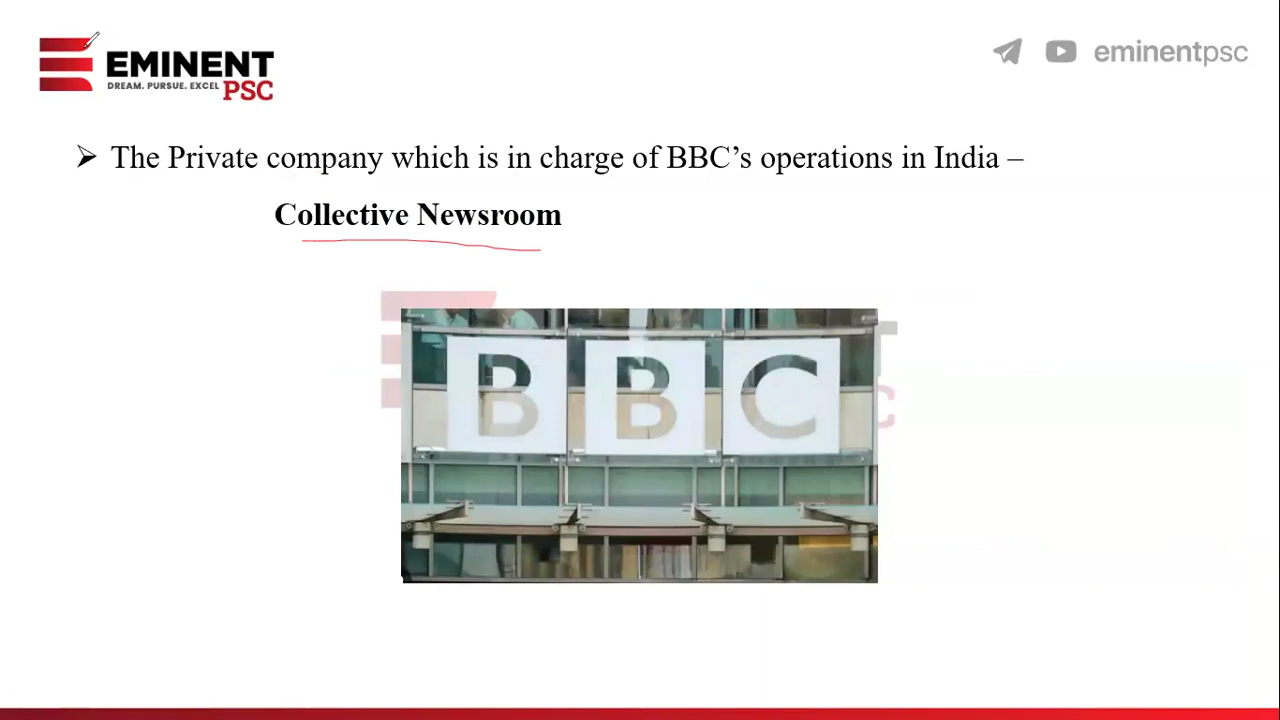 EMINENT
DREAM. PURSUE. EXCEL PSC
eminentpsc
➢ The Private company which is in charge of BBC’s operations in India –
Collective Newsroom
BBC